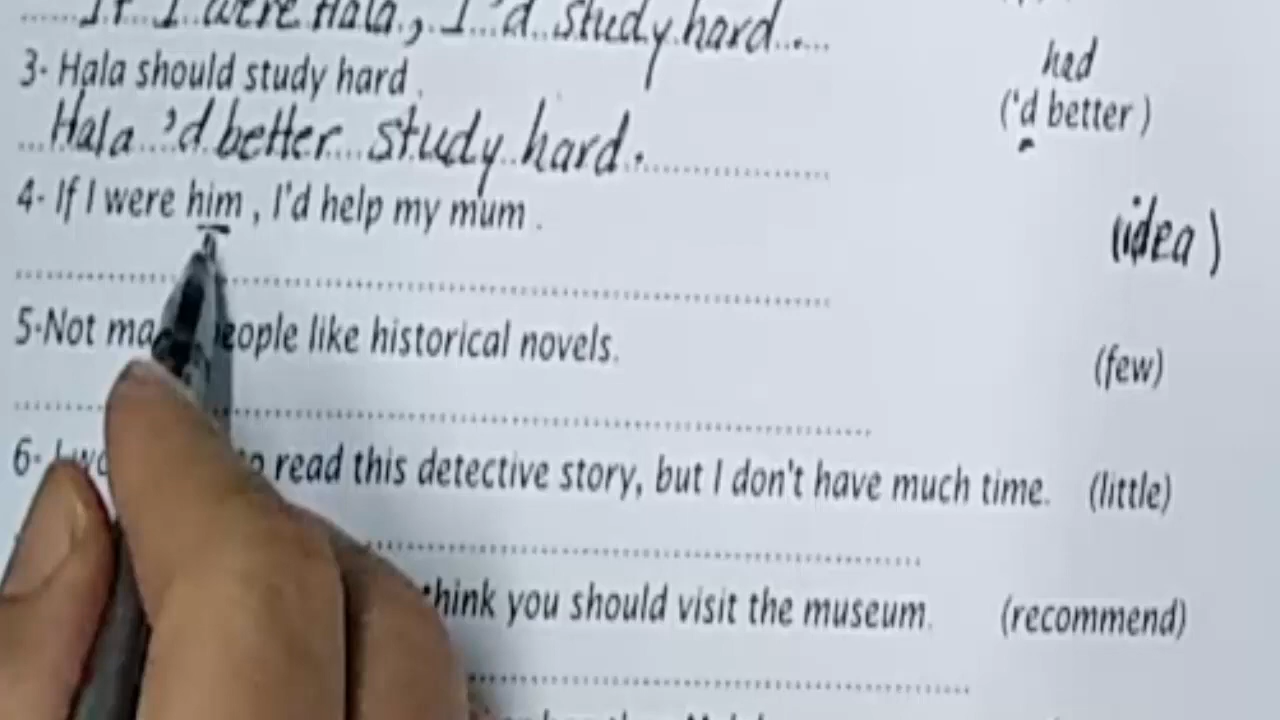 If I were Hala, I'd study hard.
3- Hala should study hard .
had
('d better )
Hala 'd better study hard.
4- If I were him , I'd help my mum .
(idea )
5-Not people like historical novels.
(few)
6- read this detective story, but I don't have much time. (little)
think you should visit the museum. (recommend)